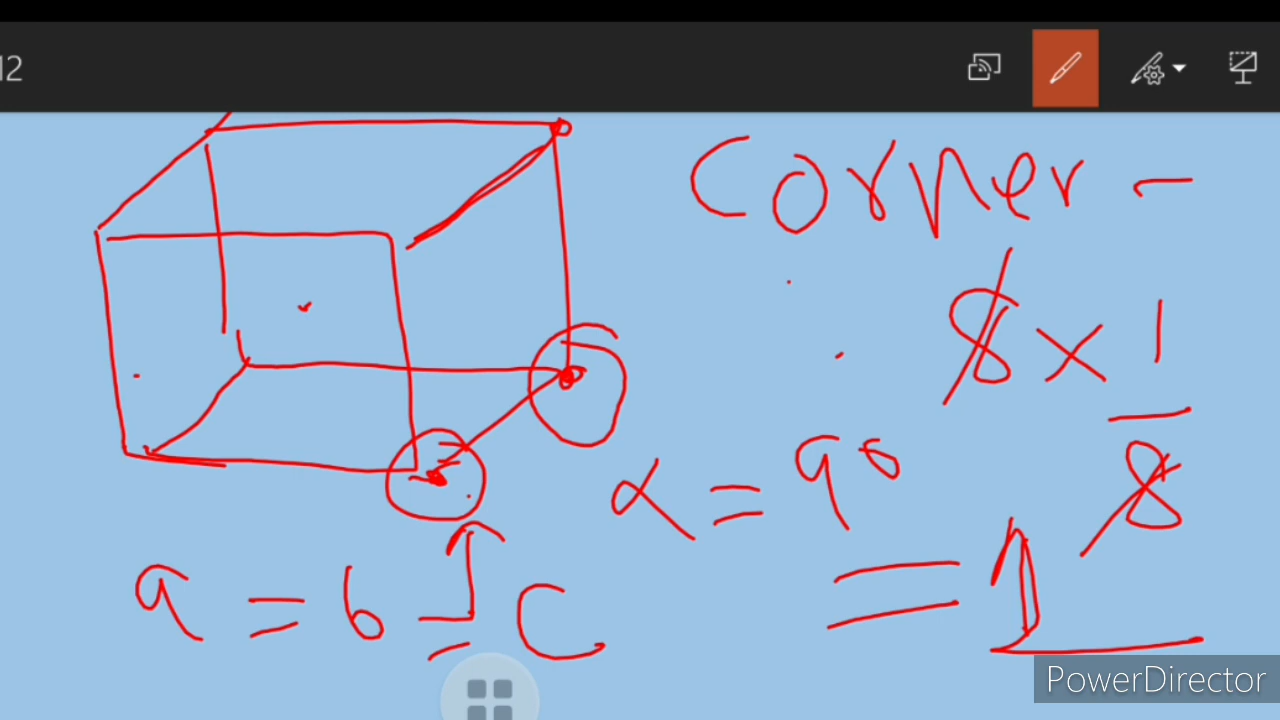 12
Corner -
8 × 1
8
α = 90
= 1
a = b = C
PowerDirector